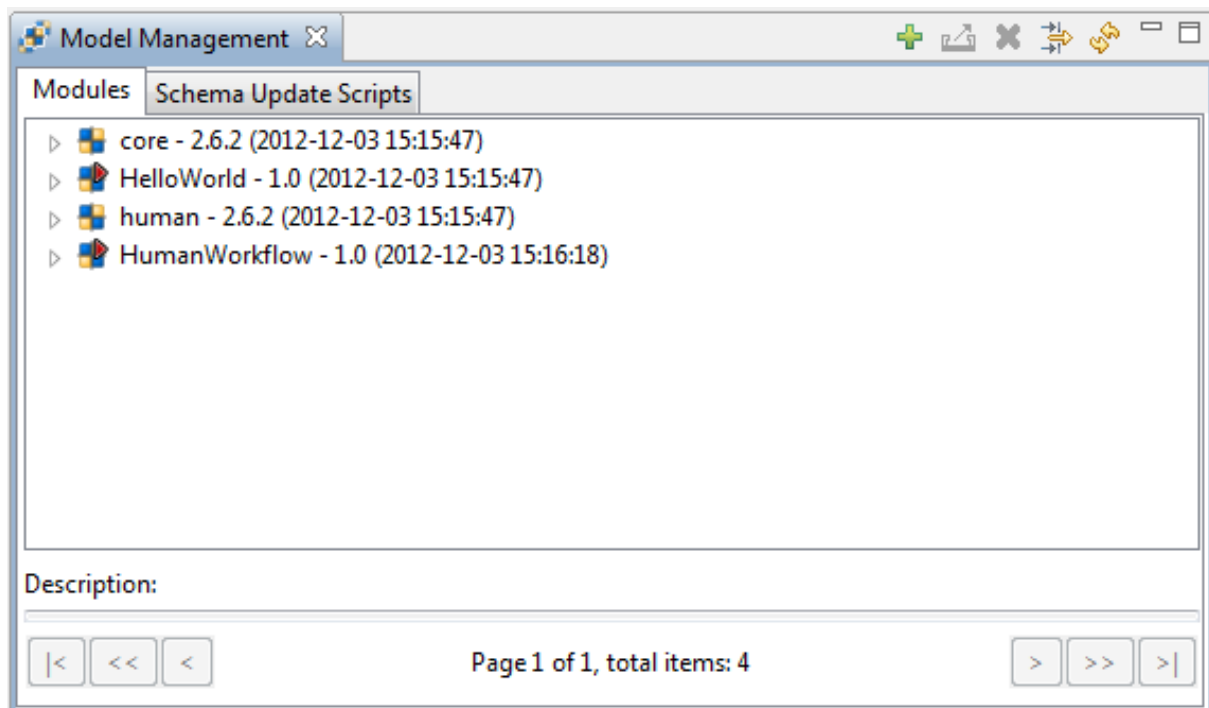 Model Management
Modules Schema Update Scripts
core - 2.6.2 (2012-12-03 15:15:47)
HelloWorld - 1.0 (2012-12-03 15:15:47)
human - 2.6.2 (2012-12-03 15:15:47)
HumanWorkflow - 1.0 (2012-12-03 15:16:18)
Description:
|< << < Page 1 of 1, total items: 4 > >> >|